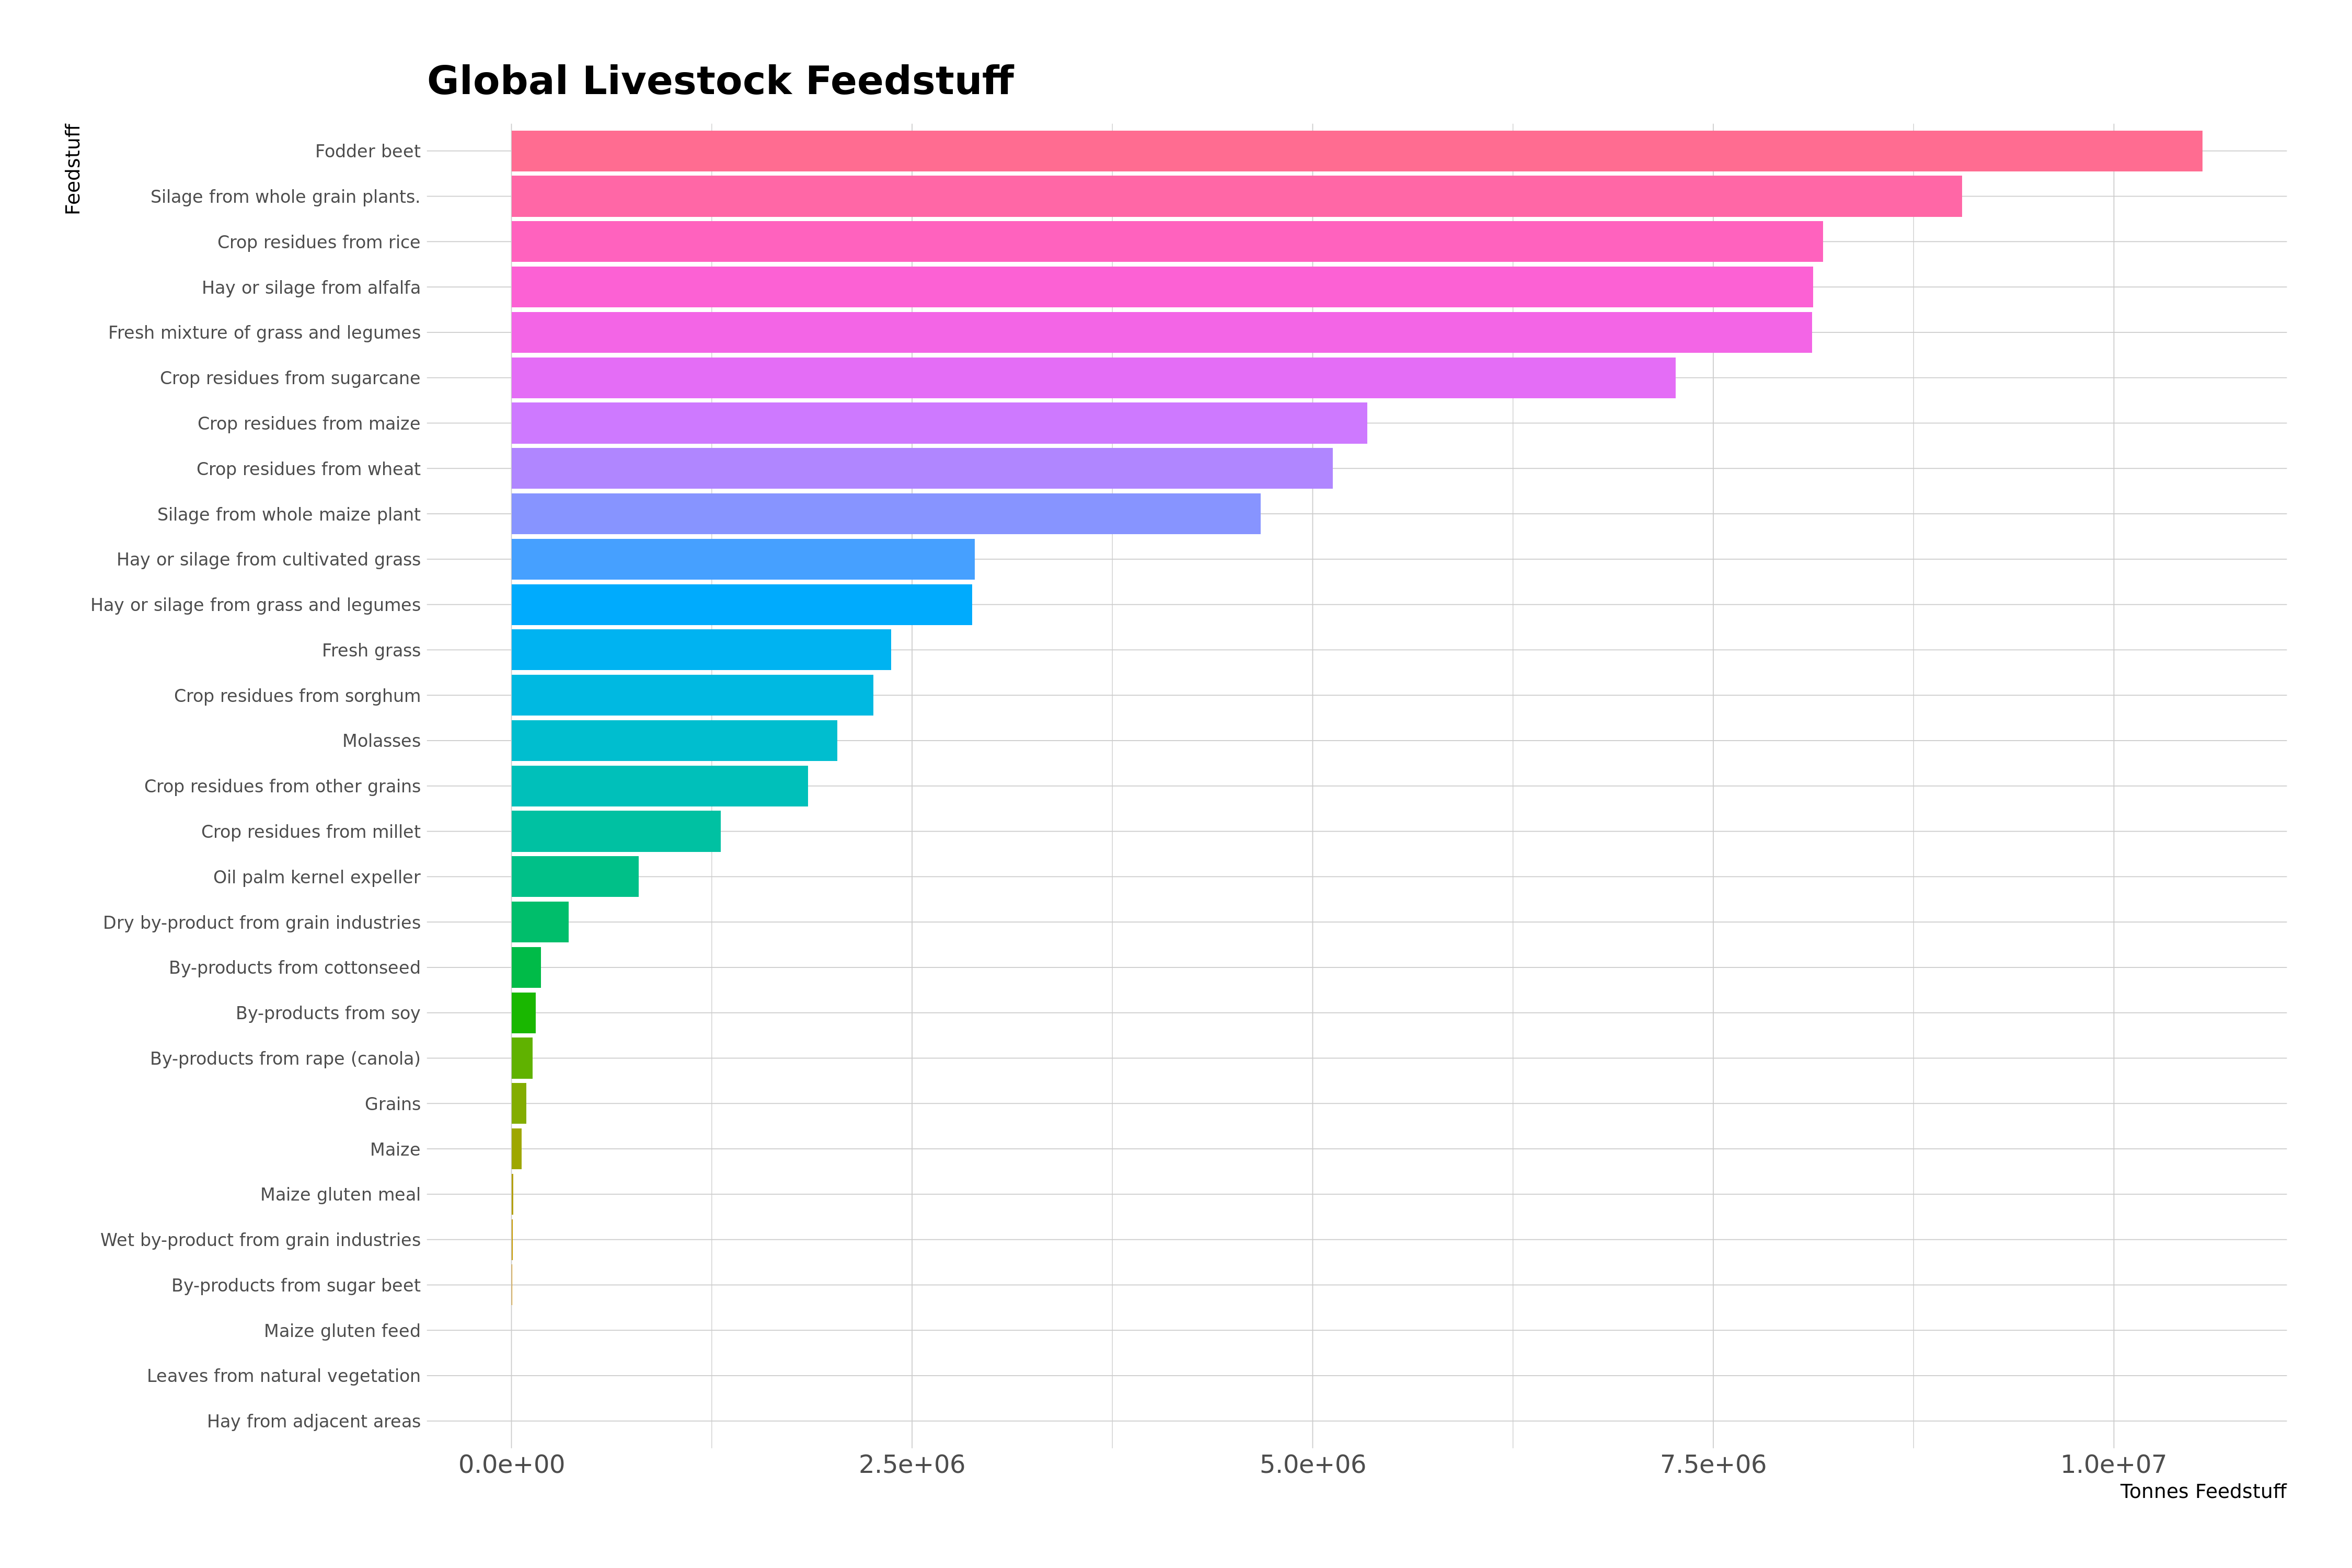 Global Livestock Feedstuff
Feedstuff
Fodder beet
Silage from whole grain plants.
Crop residues from rice
Hay or silage from alfalfa
Fresh mixture of grass and legumes
Crop residues from sugarcane
Crop residues from maize
Crop residues from wheat
Silage from whole maize plant
Hay or silage from cultivated grass
Hay or silage from grass and legumes
Fresh grass
Crop residues from sorghum
Molasses
Crop residues from other grains
Crop residues from millet
Oil palm kernel expeller
Dry by-product from grain industries
By-products from cottonseed
By-products from soy
By-products from rape (canola)
Grains
Maize
Maize gluten meal
Wet by-product from grain industries
By-products from sugar beet
Maize gluten feed
Leaves from natural vegetation
Hay from adjacent areas
0.0e+00 2.5e+06 5.0e+06 7.5e+06 1.0e+07
Tonnes Feedstuff